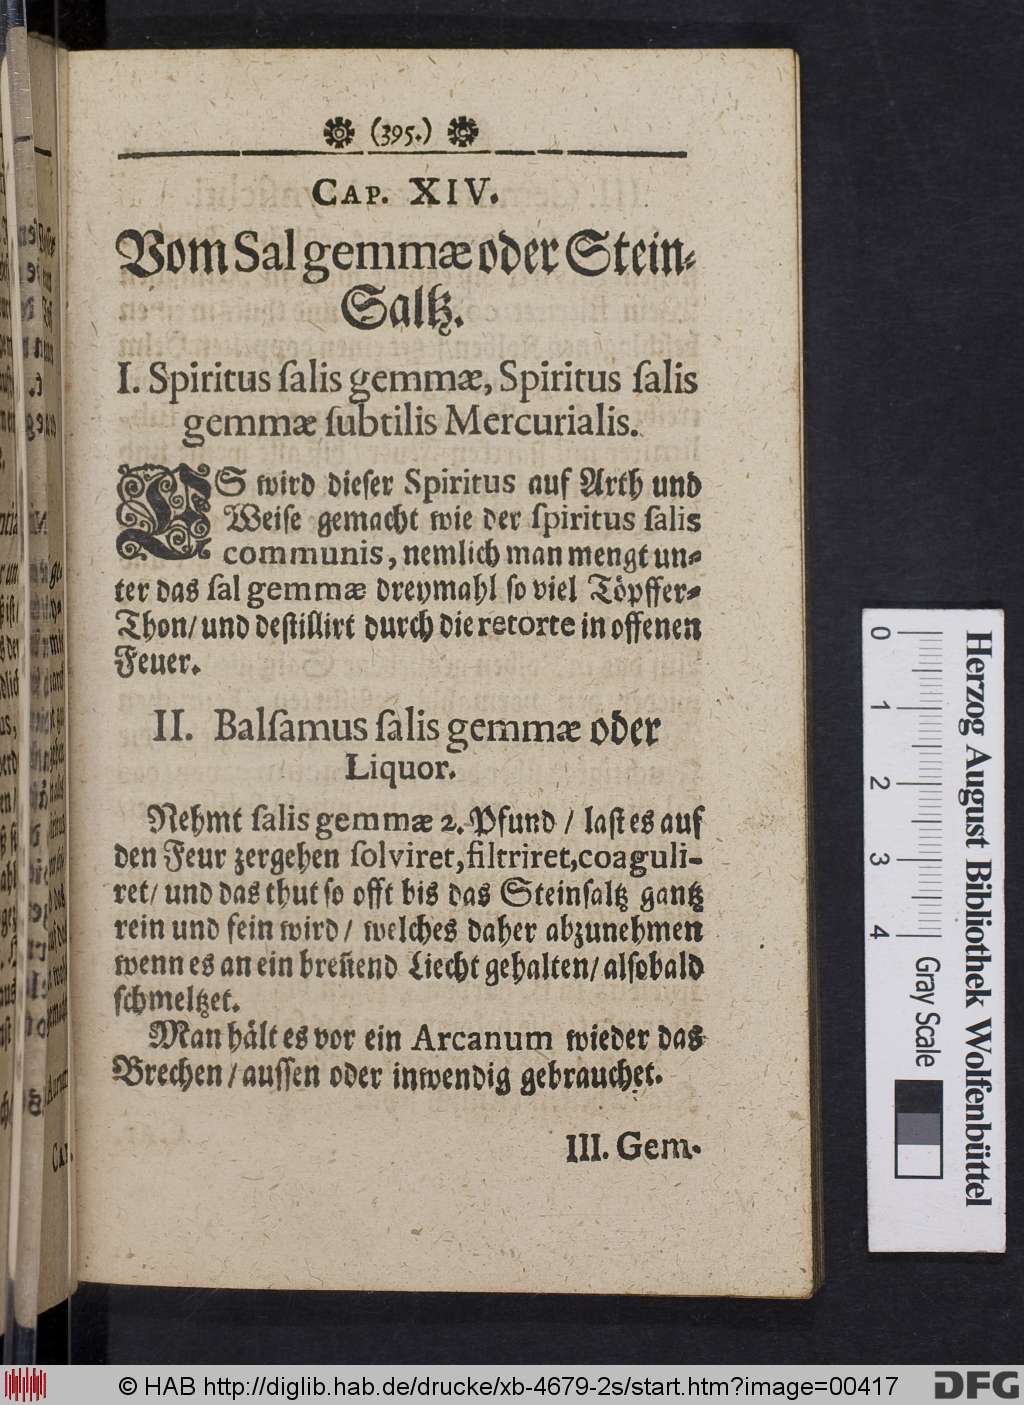 (395.)
CAP. XIV.
Vom Sal gemmæ oder Stein-
Saltz.
I. Spiritus ſalis gemmæ, Spiritus ſalis
gemmæ ſubtilis Mercurialis.
ES wird dieſer Spiritus auf Arth und
Weiſe gemacht wie der ſpiritus ſalis
communis, nemlich man mengt un-
ter das ſal gemmæ dreymahl ſo viel Töpffer-
Thon/ und deſtillirt durch die retorte in offenen
Feuer.
II. Balſamus ſalis gemmæ oder
Liquor.
Nehmt ſalis gemmæ 2. Pfund / laſt es auf
den Feur zergehen ſolviret, filtriret, coaguli-
ret/ und das thut ſo offt bis das Steinſaltz gantz
rein und fein wird/ welches daher abzunehmen
wenn es an ein breñend Liecht gehalten/ alſobald
ſchmeltzet.
Man hält es vor ein Arcanum wieder das
Brechen/ auſſen oder inwendig gebrauchet.
III. Gem-
Herzog August Bibliothek Wolfenbüttel
0 1 2 3 4 Gray Scale
© HAB http://diglib.hab.de/drucke/xb-4679-2s/start.htm?image=00417
DFG